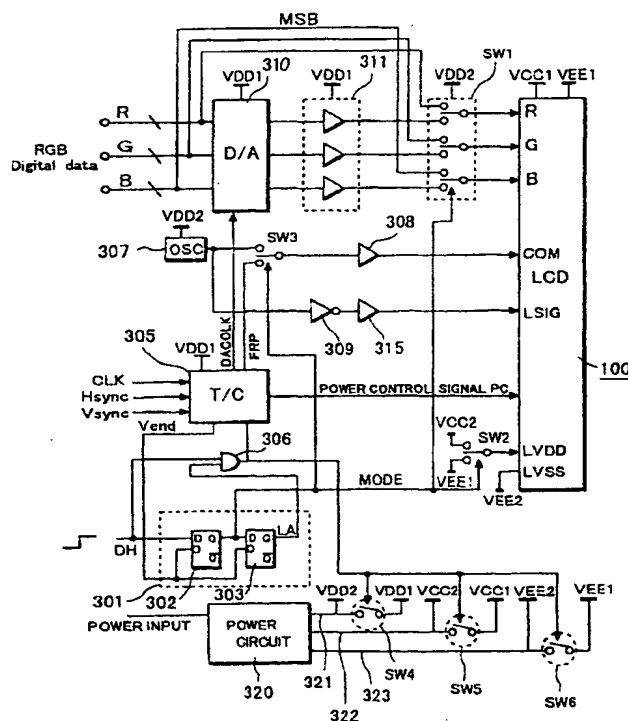 MSB
310
311
SW1
VDD1
VDD1
VDD2
VCC1
VEE1
R
RGB
Digital data
G
B
D/A
R
G
B
VDD2
307
OSC
SW3
308
COM
LCD
DACCLK
FRP
309
315
LSIG
305
VDD1
100
CLK
Hsync
Vsync
T/C
POWER CONTROL SIGNAL PC
Vend
306
VCC2
SW2
LVDD
VEE1
LVSS
MODE
VEE2
DH
LA
D
Q
D
Q
301
302
303
POWER INPUT
POWER
CIRCUIT
320
VDD2
VDD1
VCC2
VCC1
VEE2
VEE1
321
SW4
322
323
SW5
SW6